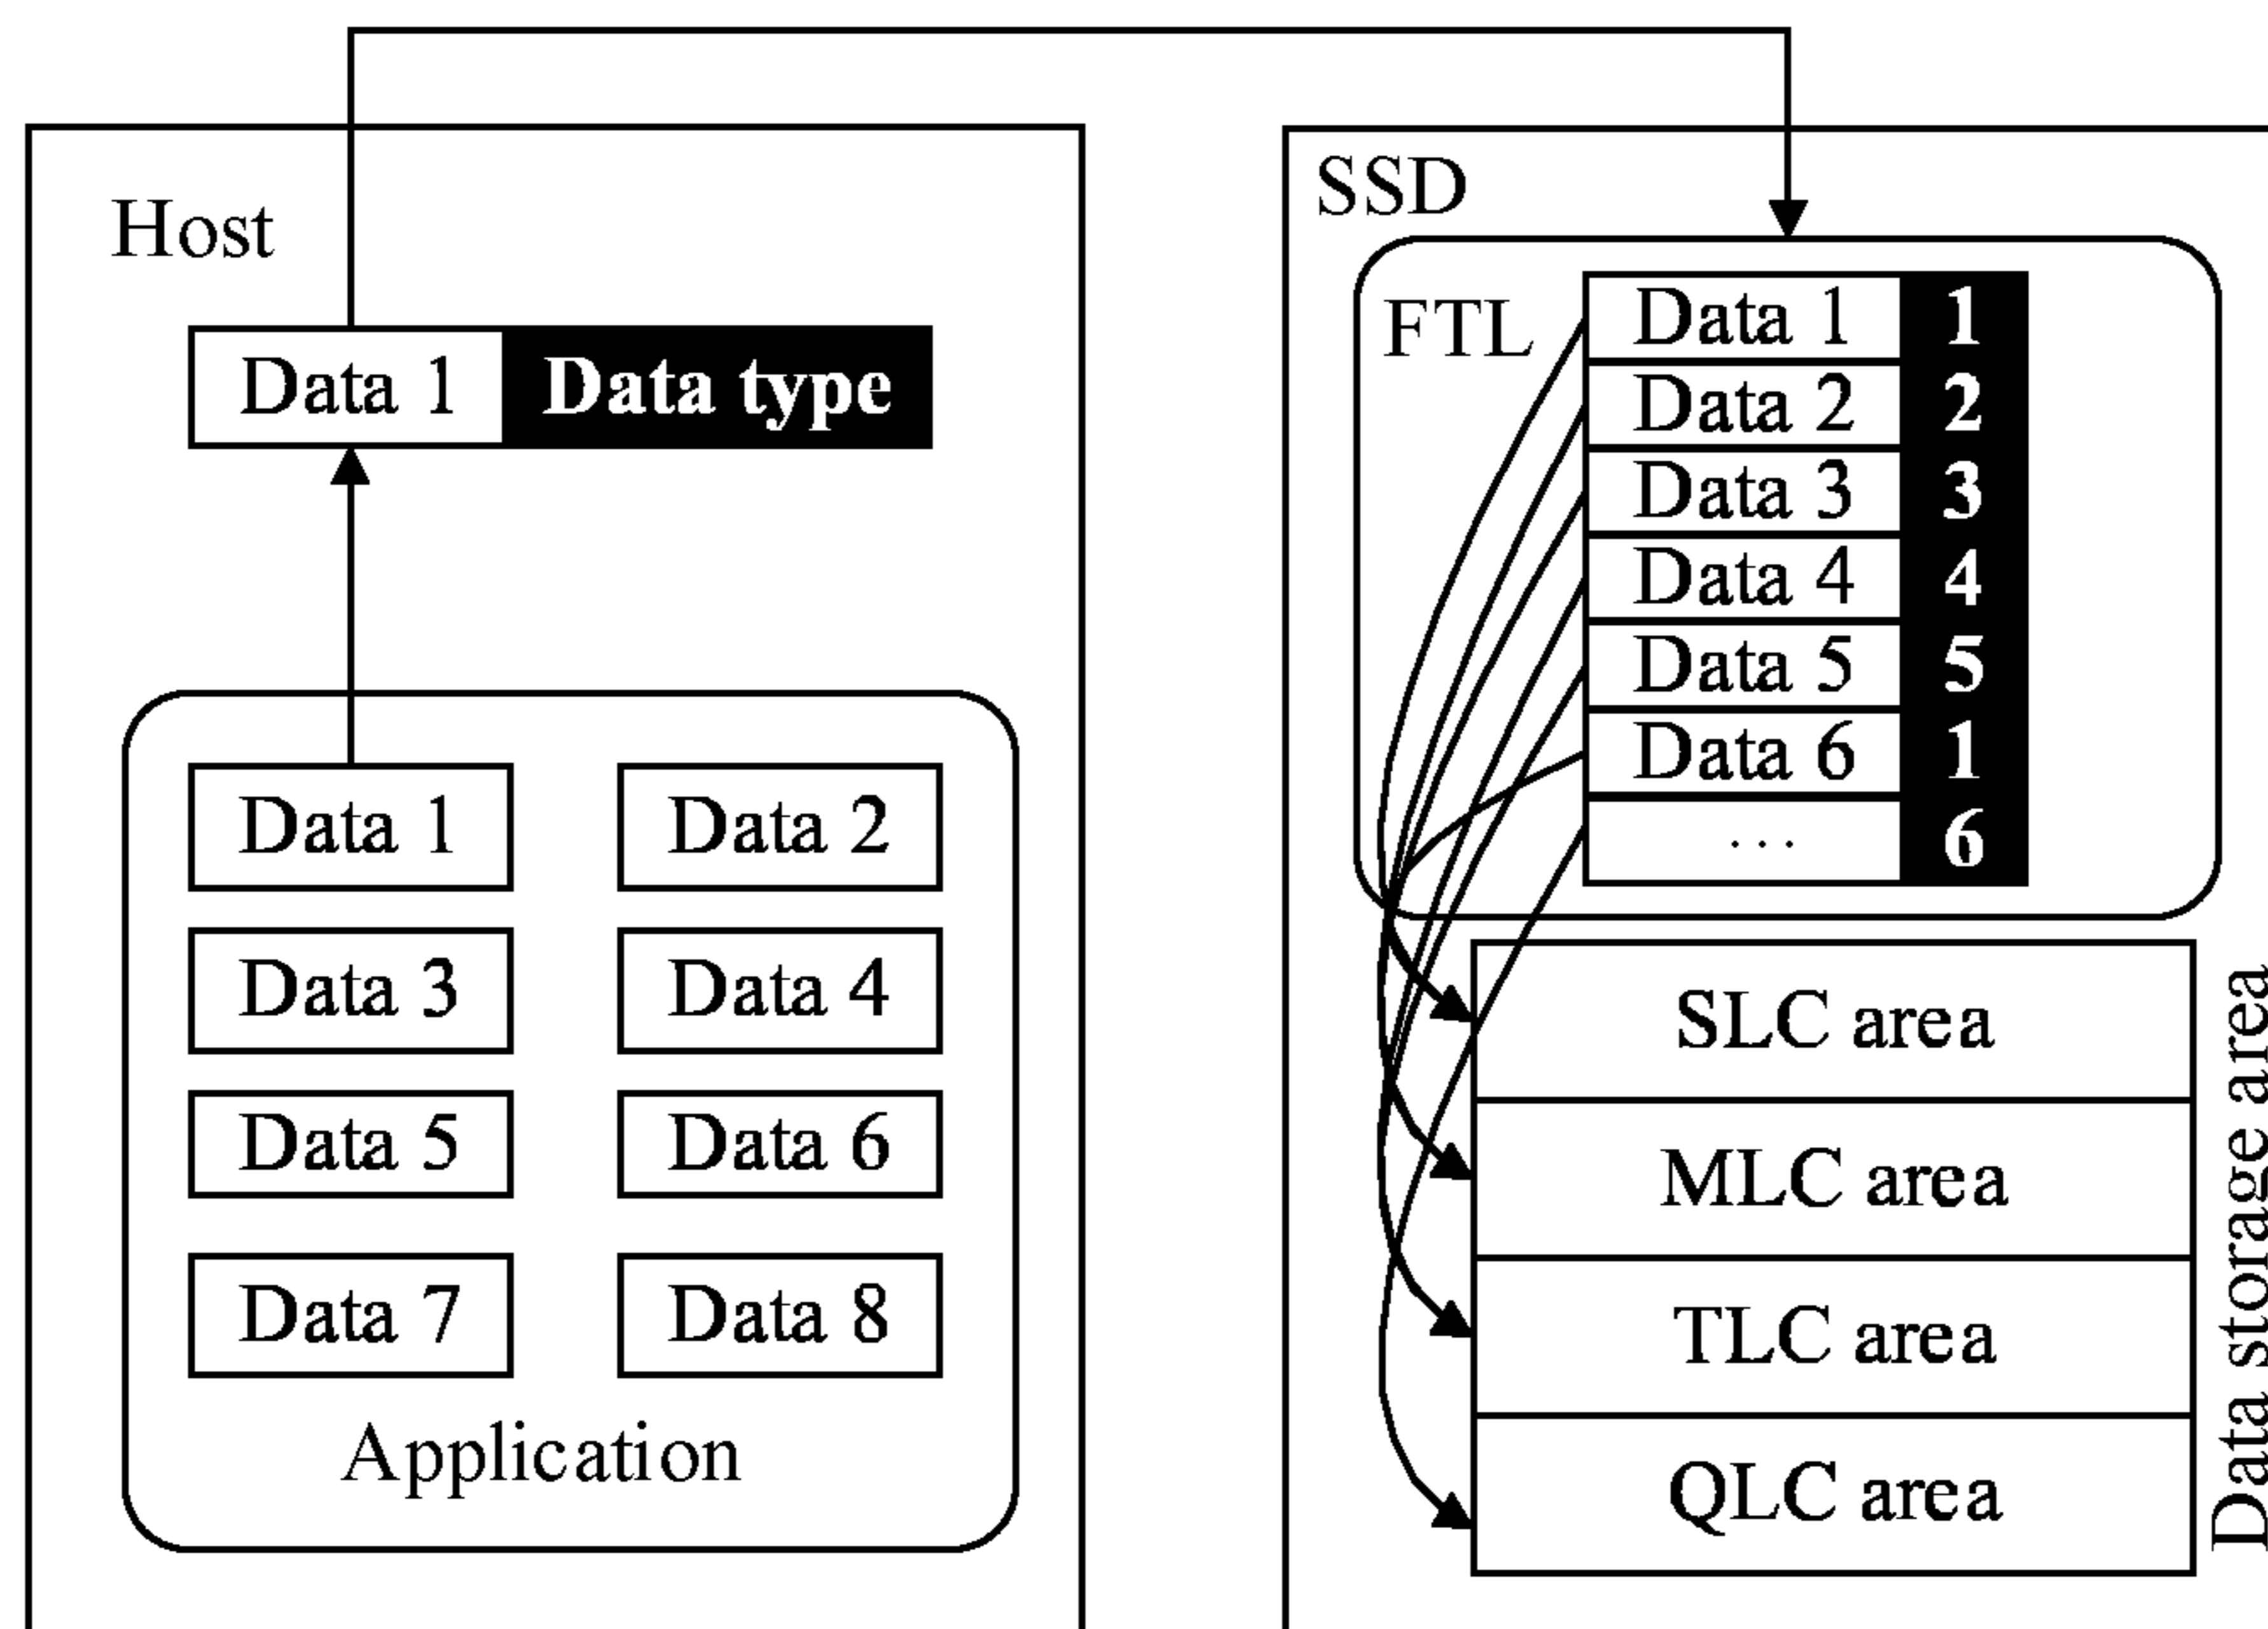 Host
Data 1 Data type
Data 1 Data 2
Data 3 Data 4
Data 5 Data 6
Data 7 Data 8
Application
SSD
FTL
Data 1 1
Data 2 2
Data 3 3
Data 4 4
Data 5 5
Data 6 1
... 6
SLC area
MLC area
TLC area
QLC area
Data storage area